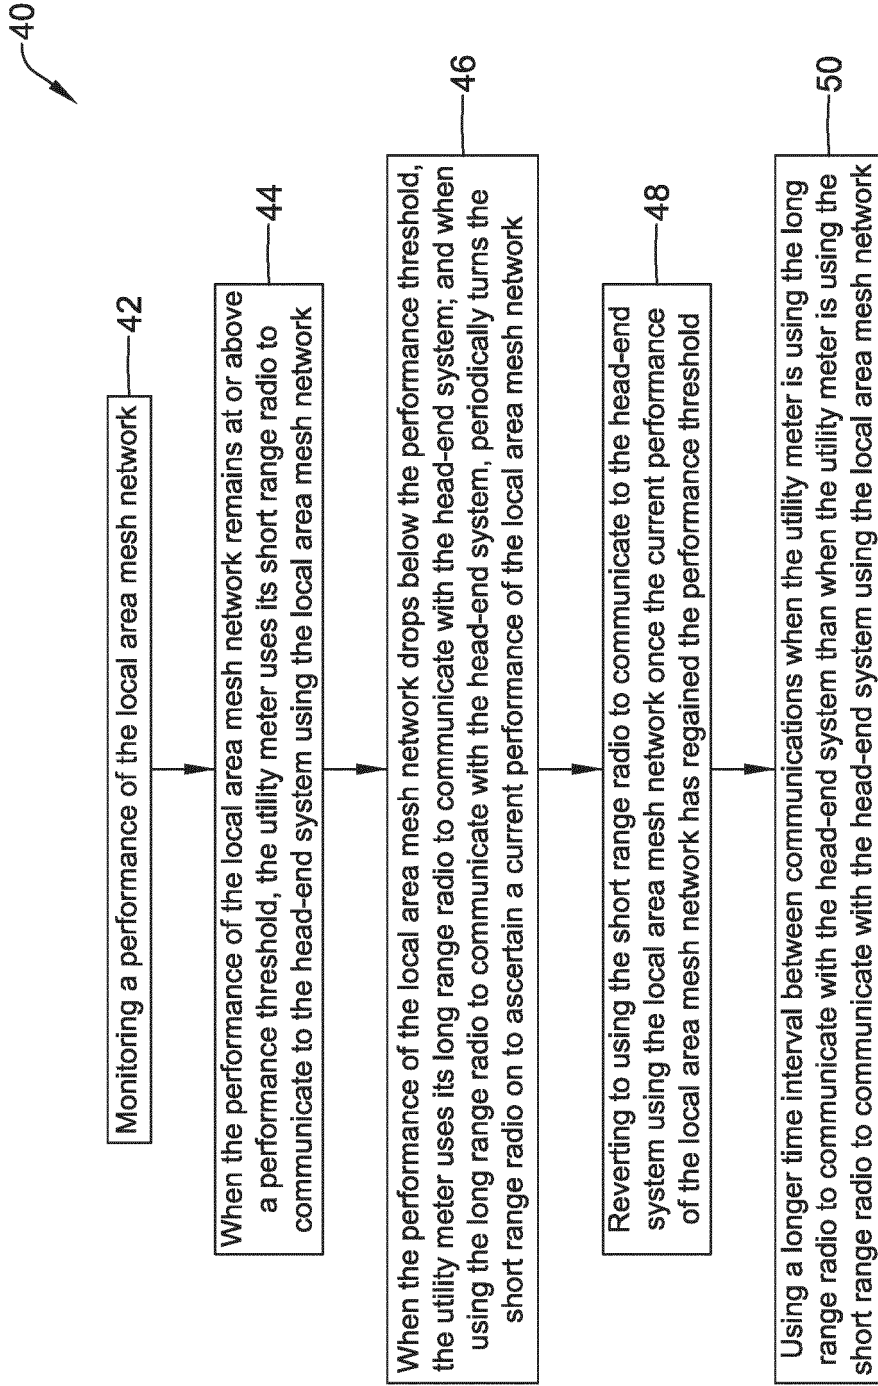 40
Monitoring a performance of the local area mesh network
42
When the performance of the local area mesh network remains at or above
a performance threshold, the utility meter uses its short range radio to
communicate to the head-end system using the local area mesh network
44
When the performance of the local area mesh network drops below the performance threshold,
the utility meter uses its long range radio to communicate with the head-end system; and when
using the long range radio to communicate with the head-end system, periodically turns the
short range radio on to ascertain a current performance of the local area mesh network
46
Reverting to using the short range radio to communicate to the head-end
system using the local area mesh network once the current performance
of the local area mesh network has regained the performance threshold
48
Using a longer time interval between communications when the utility meter is using the long
range radio to communicate with the head-end system than when the utility meter is using the
short range radio to communicate with the head-end system using the local area mesh network
50